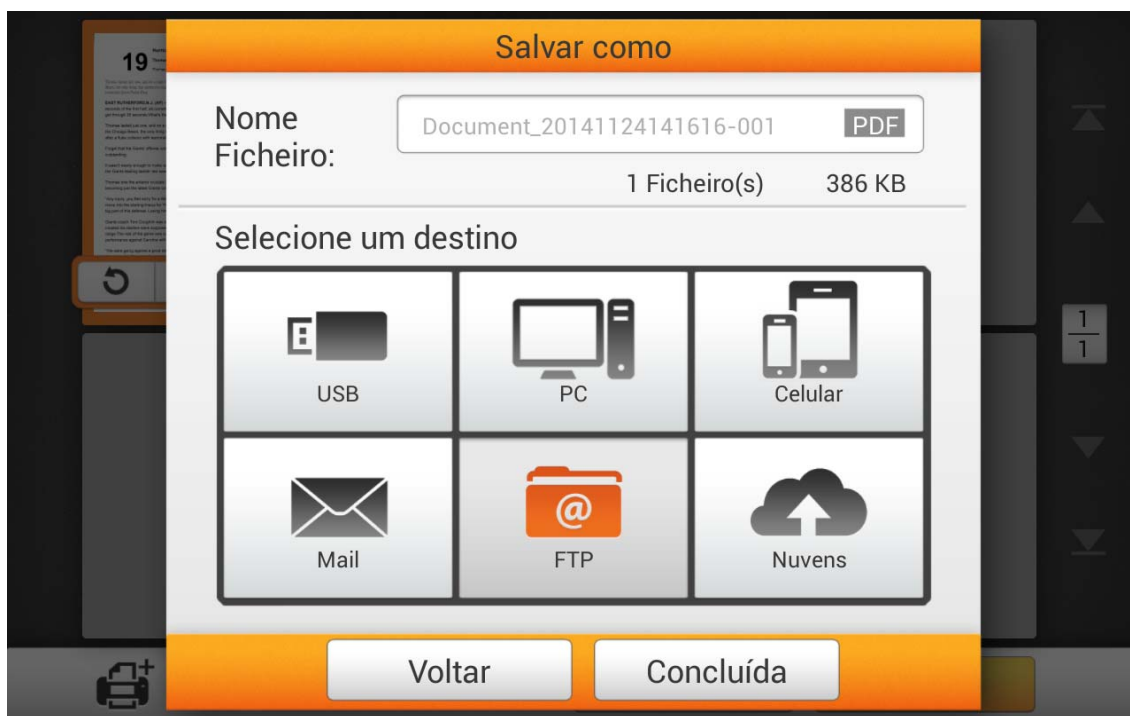 Salvar como
19
Nome
Ficheiro:
Document_20141124141616-001 PDF
1 Ficheiro(s) 386 KB
Selecione um destino
USB PC Celular
Mail FTP Nuvens
Voltar Concluída
1
1